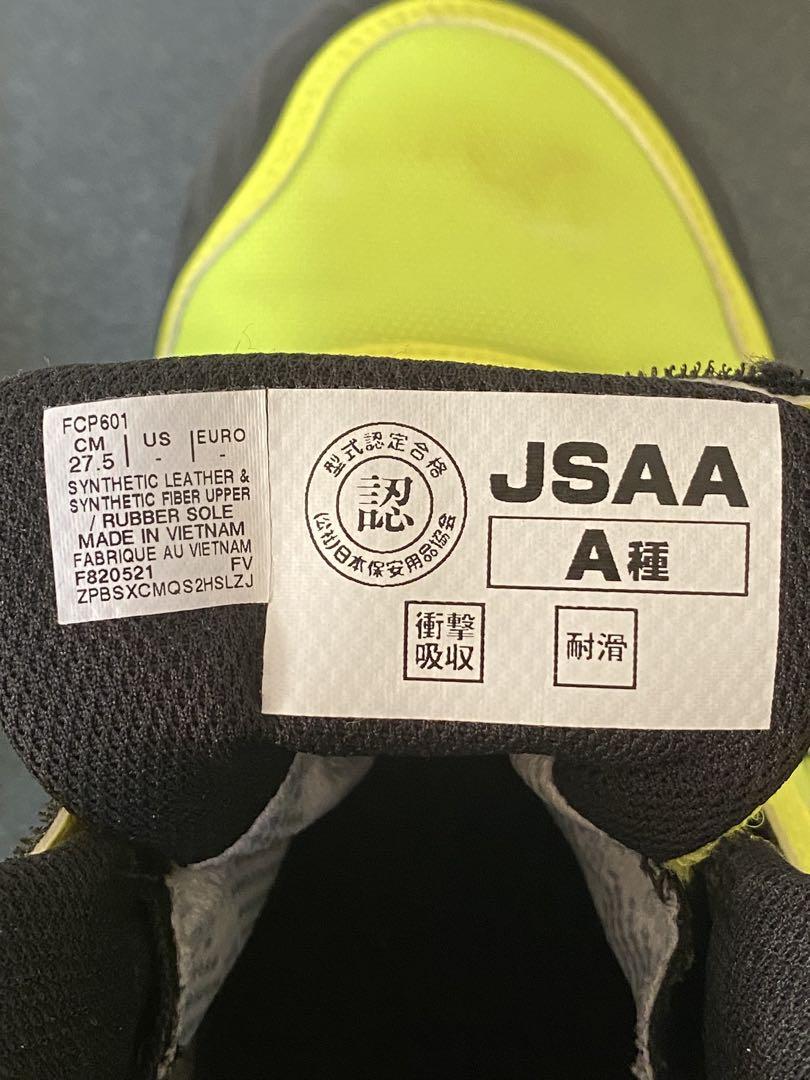 FCP601
CM | US | EURO
27.5 - -
SYNTHETIC LEATHER &
SYNTHETIC FIBER UPPER
/ RUBBER SOLE
MADE IN VIETNAM
FABRIQUE AU VIETNAM
F820521 FV
ZPBSXCMQS2HSLZJ
型式認定合格
認
(公社)日本保安用品協会
JSAA
A種
衝撃
吸収
耐滑